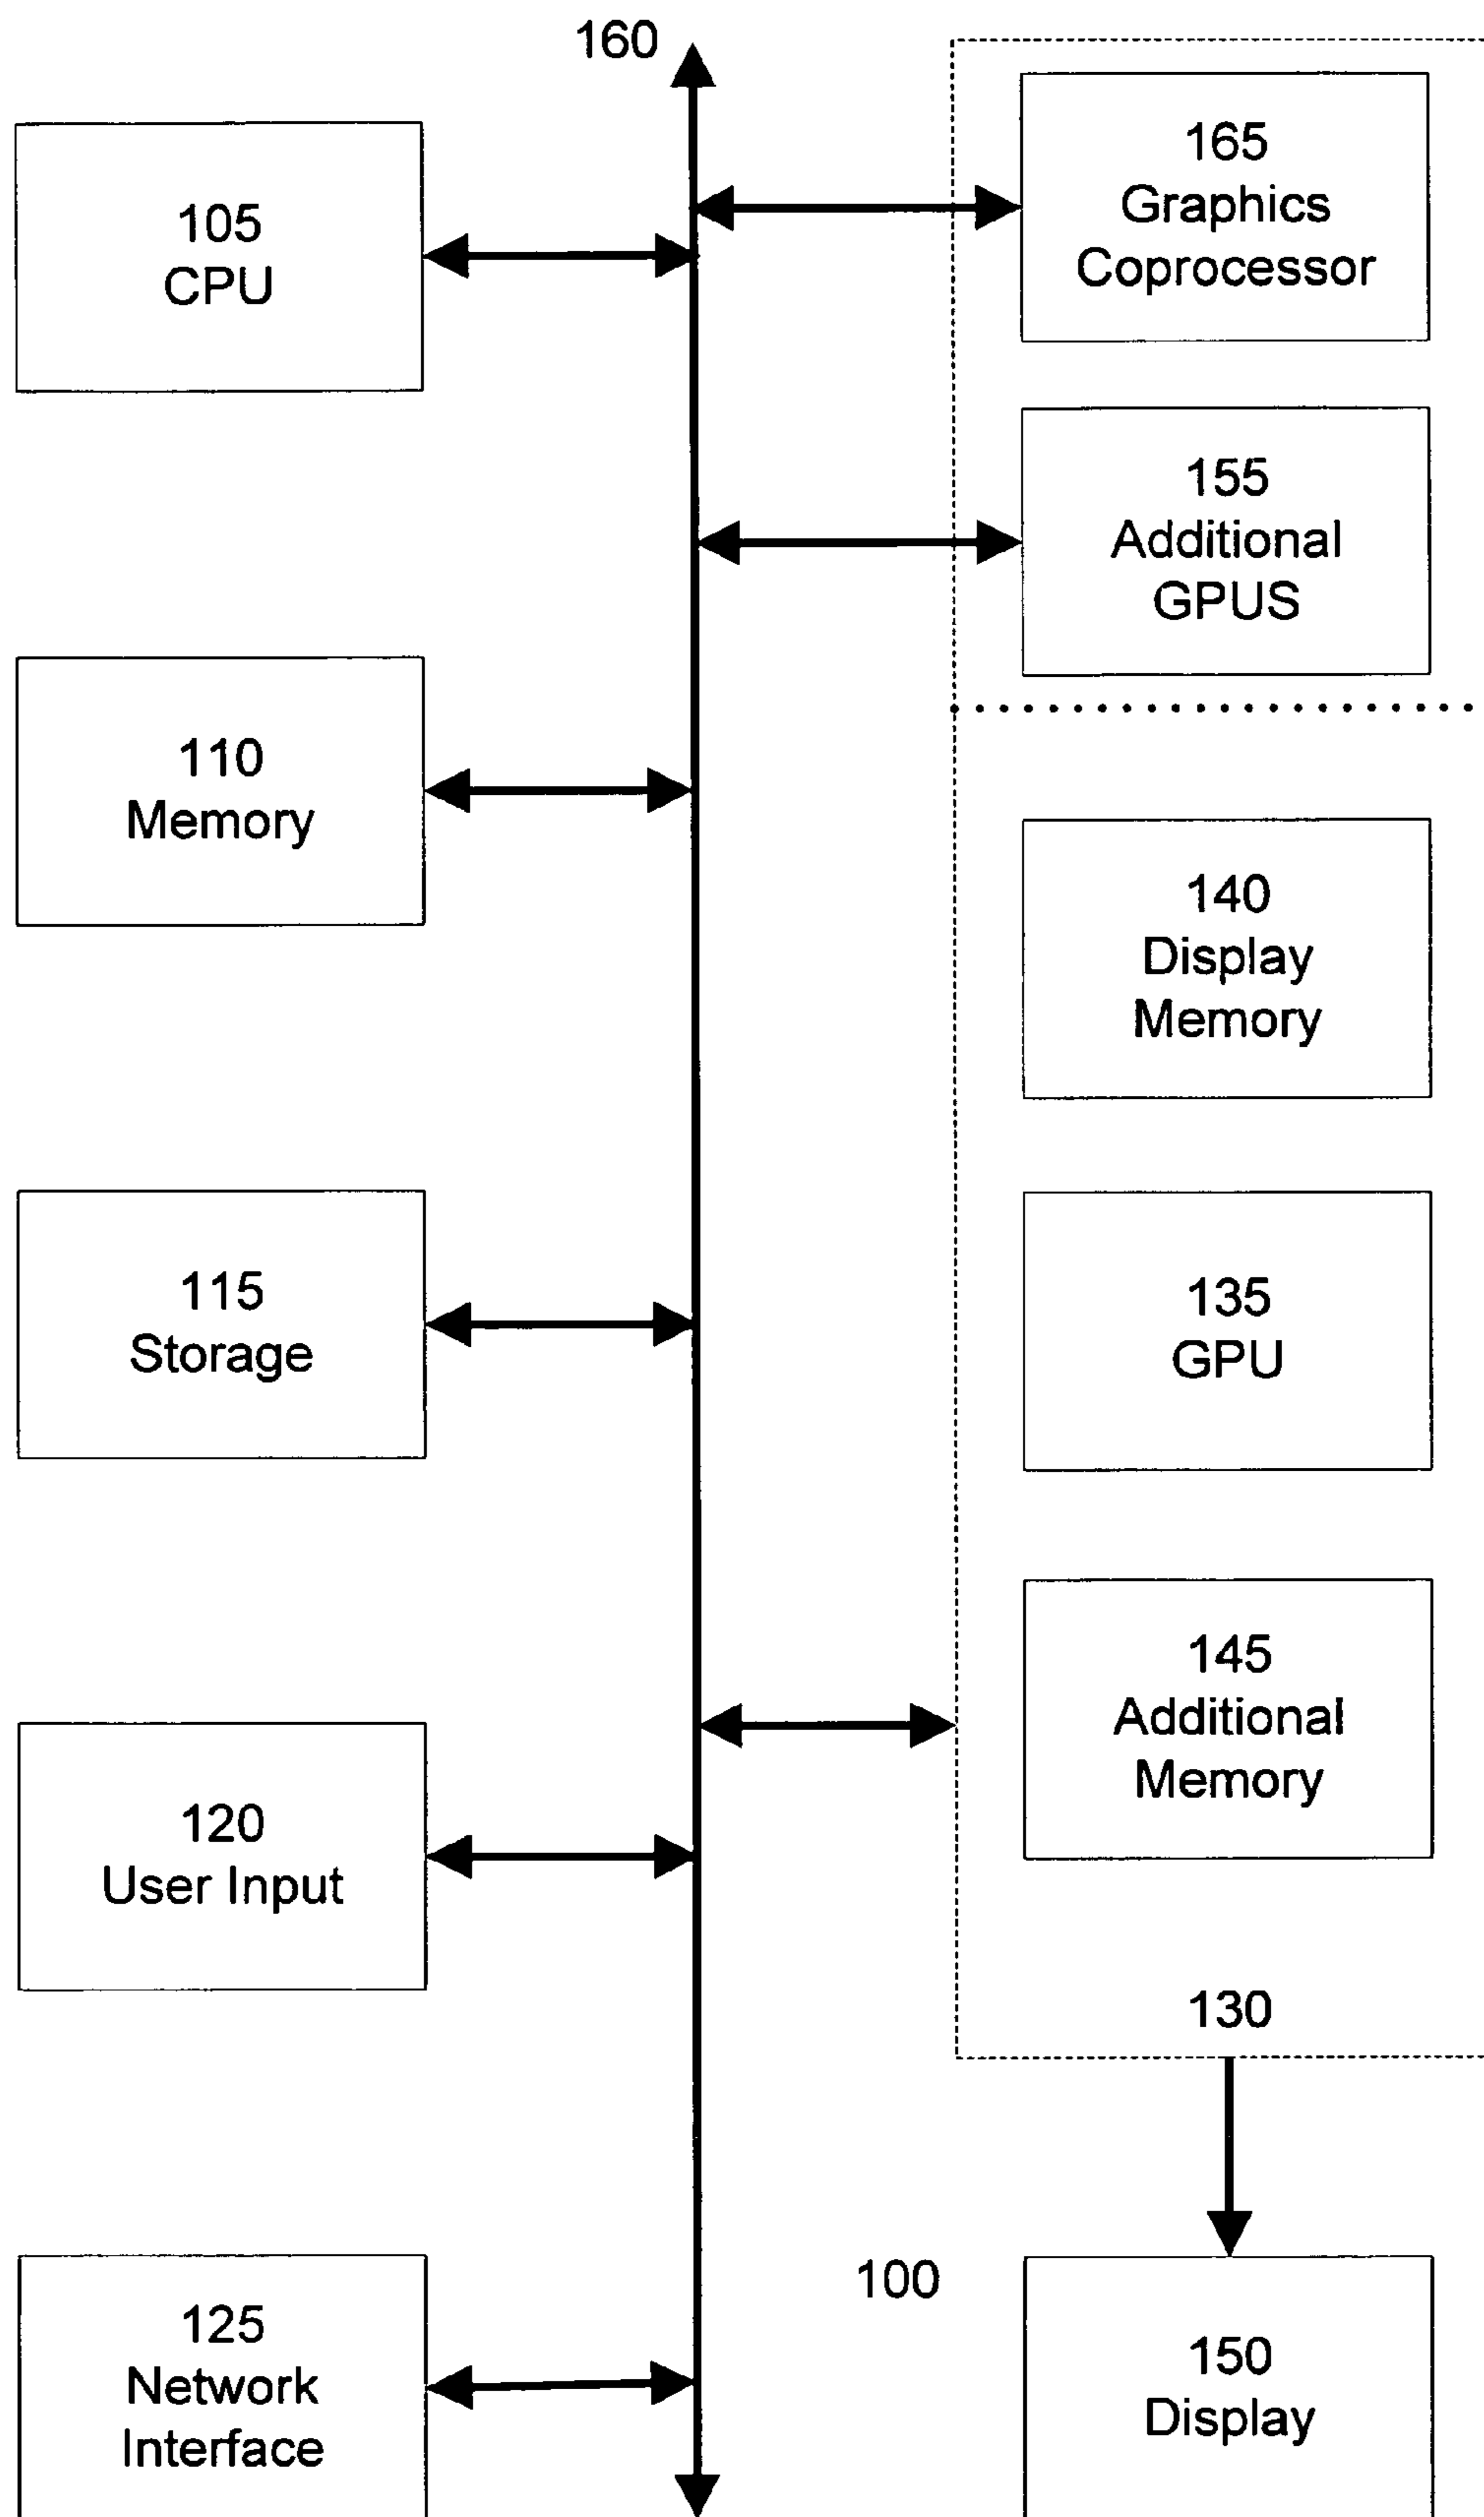 160
105
CPU
110
Memory
115
Storage
120
User Input
125
Network
Interface
165
Graphics
Coprocessor
155
Additional
GPUS
140
Display
Memory
135
GPU
145
Additional
Memory
130
100
150
Display